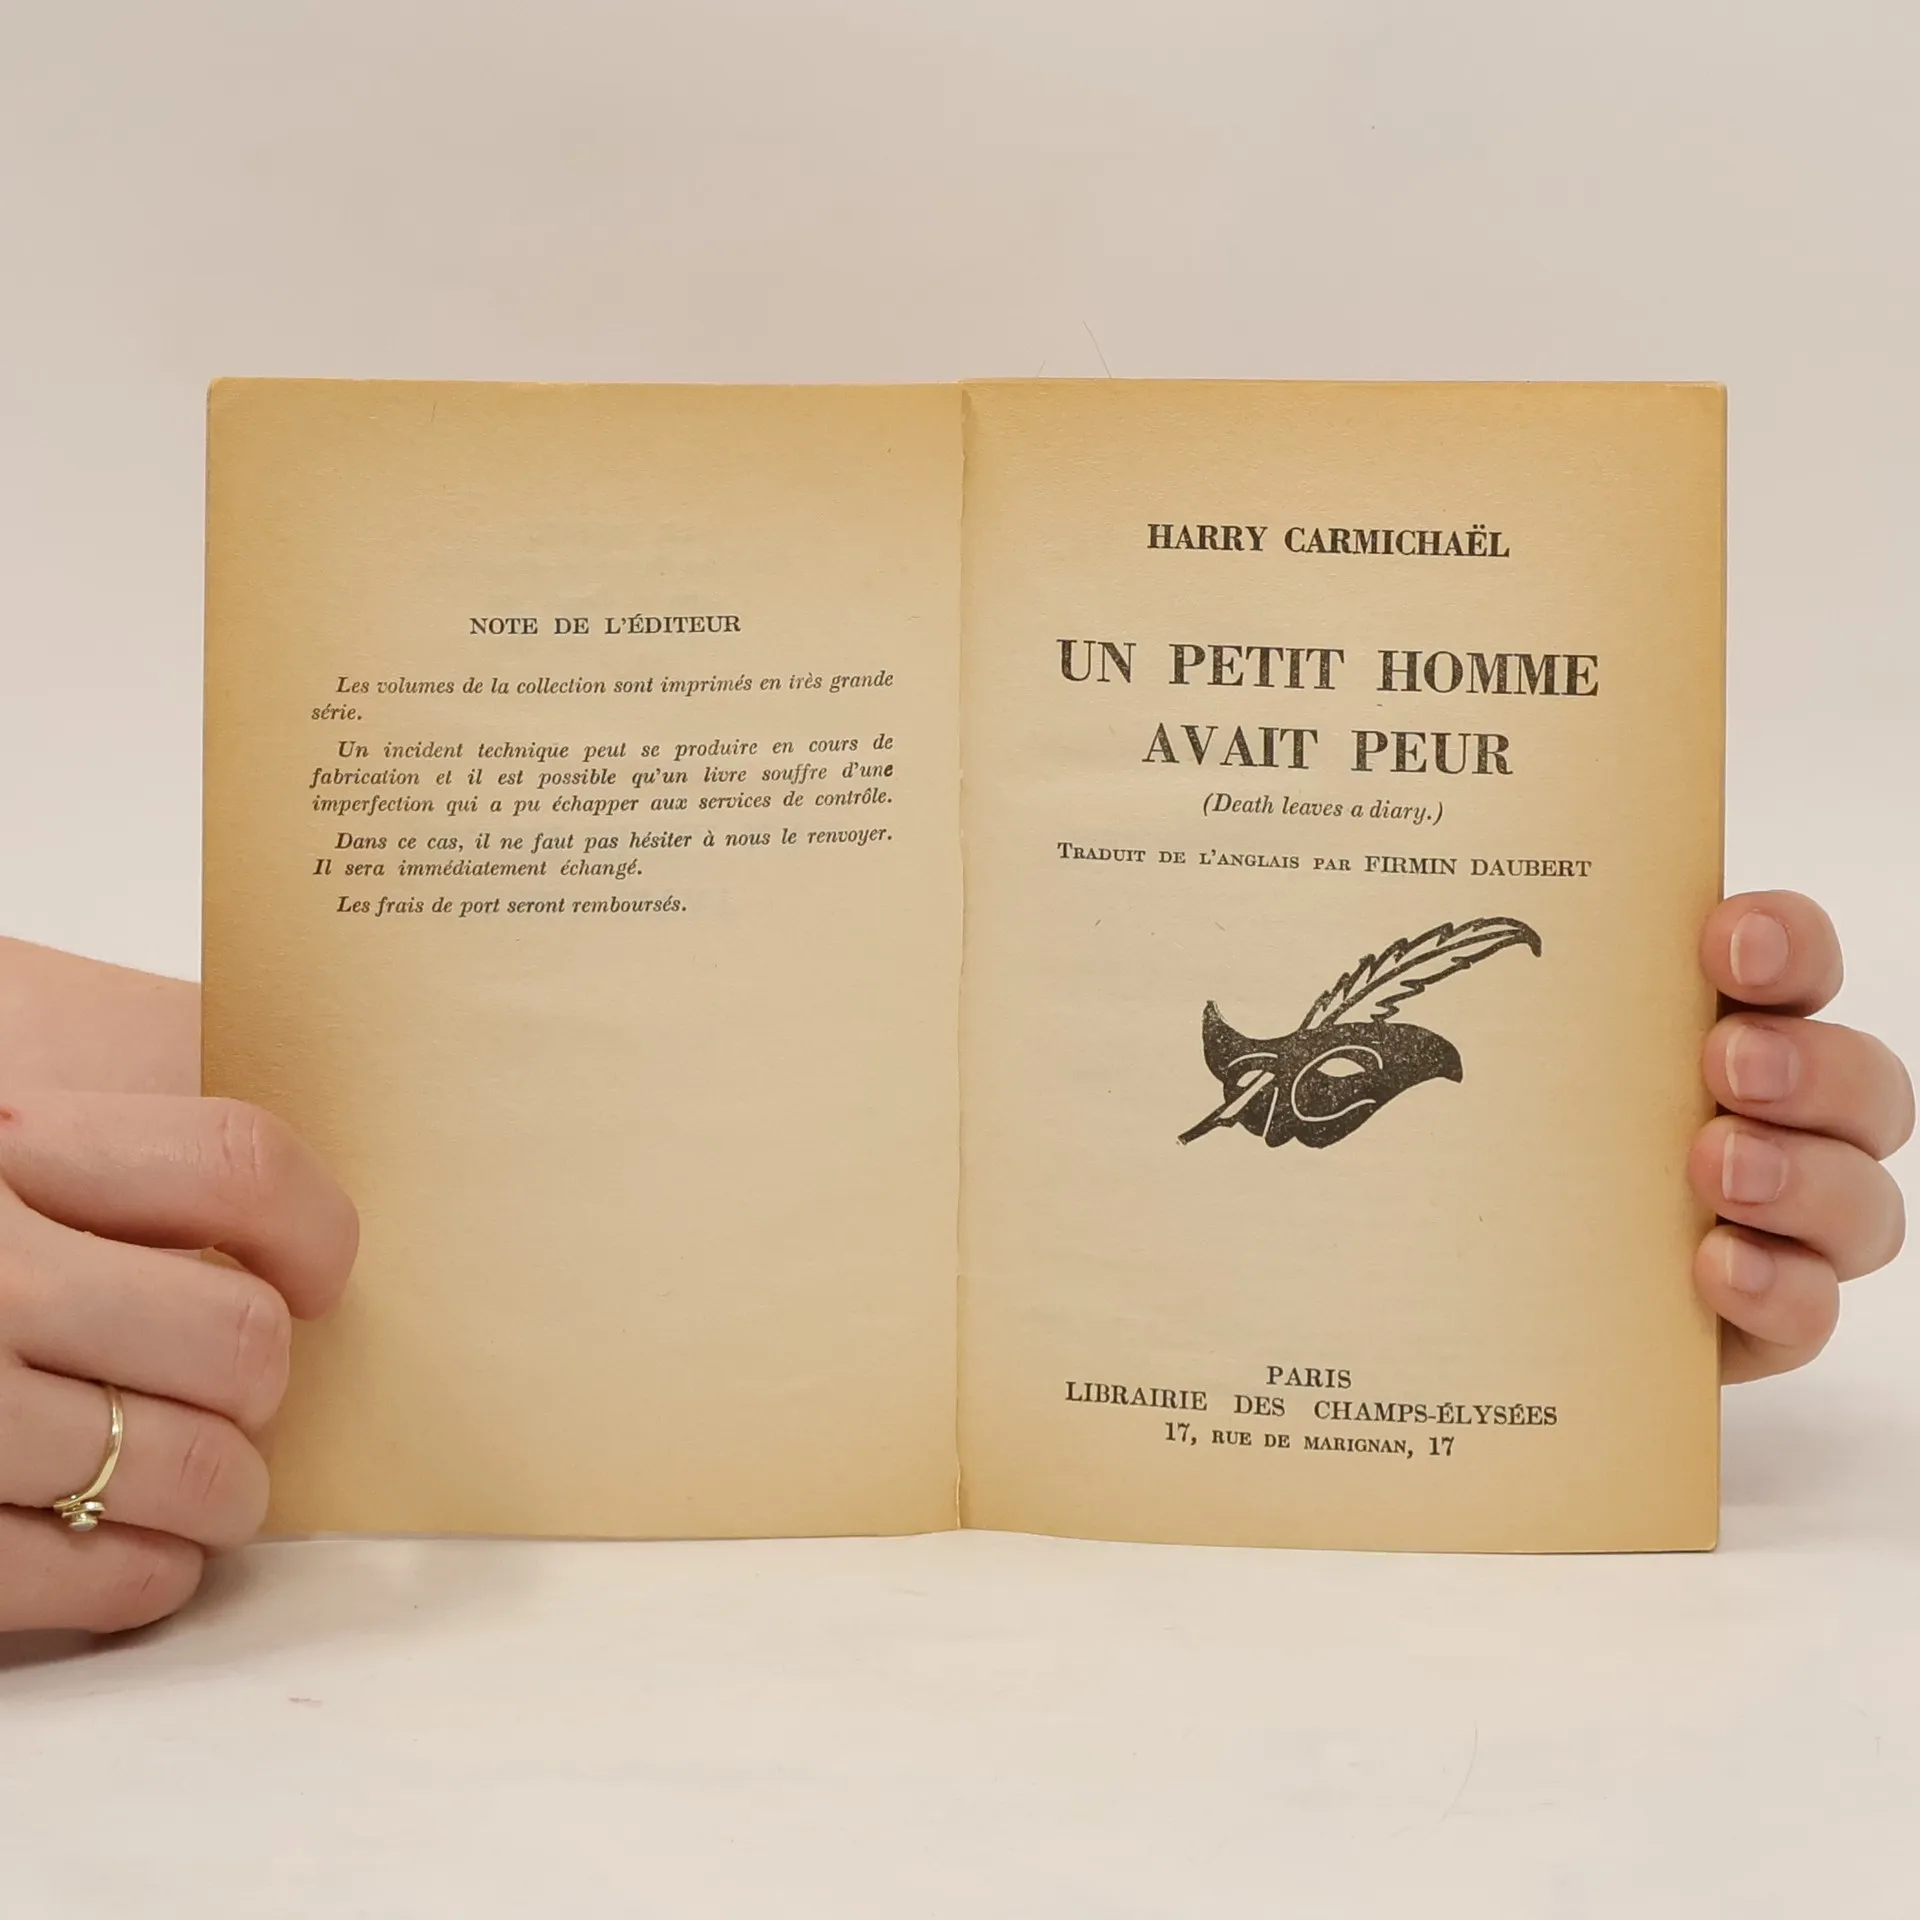 NOTE DE L'ÉDITEUR
Les volumes de la collection sont imprimés en très grande
série.
Un incident technique peut se produire en cours de
fabrication et il est possible qu'un livre souffre d'une
imperfection qui a pu échapper aux services de contrôle.
Dans ce cas, il ne faut pas hésiter à nous le renvoyer.
Il sera immédiatement échangé.
Les frais de port seront remboursés.
HARRY CARMICHAËL
UN PETIT HOMME
AVAIT PEUR
(Death leaves a diary.)
TRADUIT DE L'ANGLAIS PAR FIRMIN DAUBERT
PARIS
LIBRAIRIE DES CHAMPS-ÉLYSÉES
17, RUE DE MARIGNAN, 17